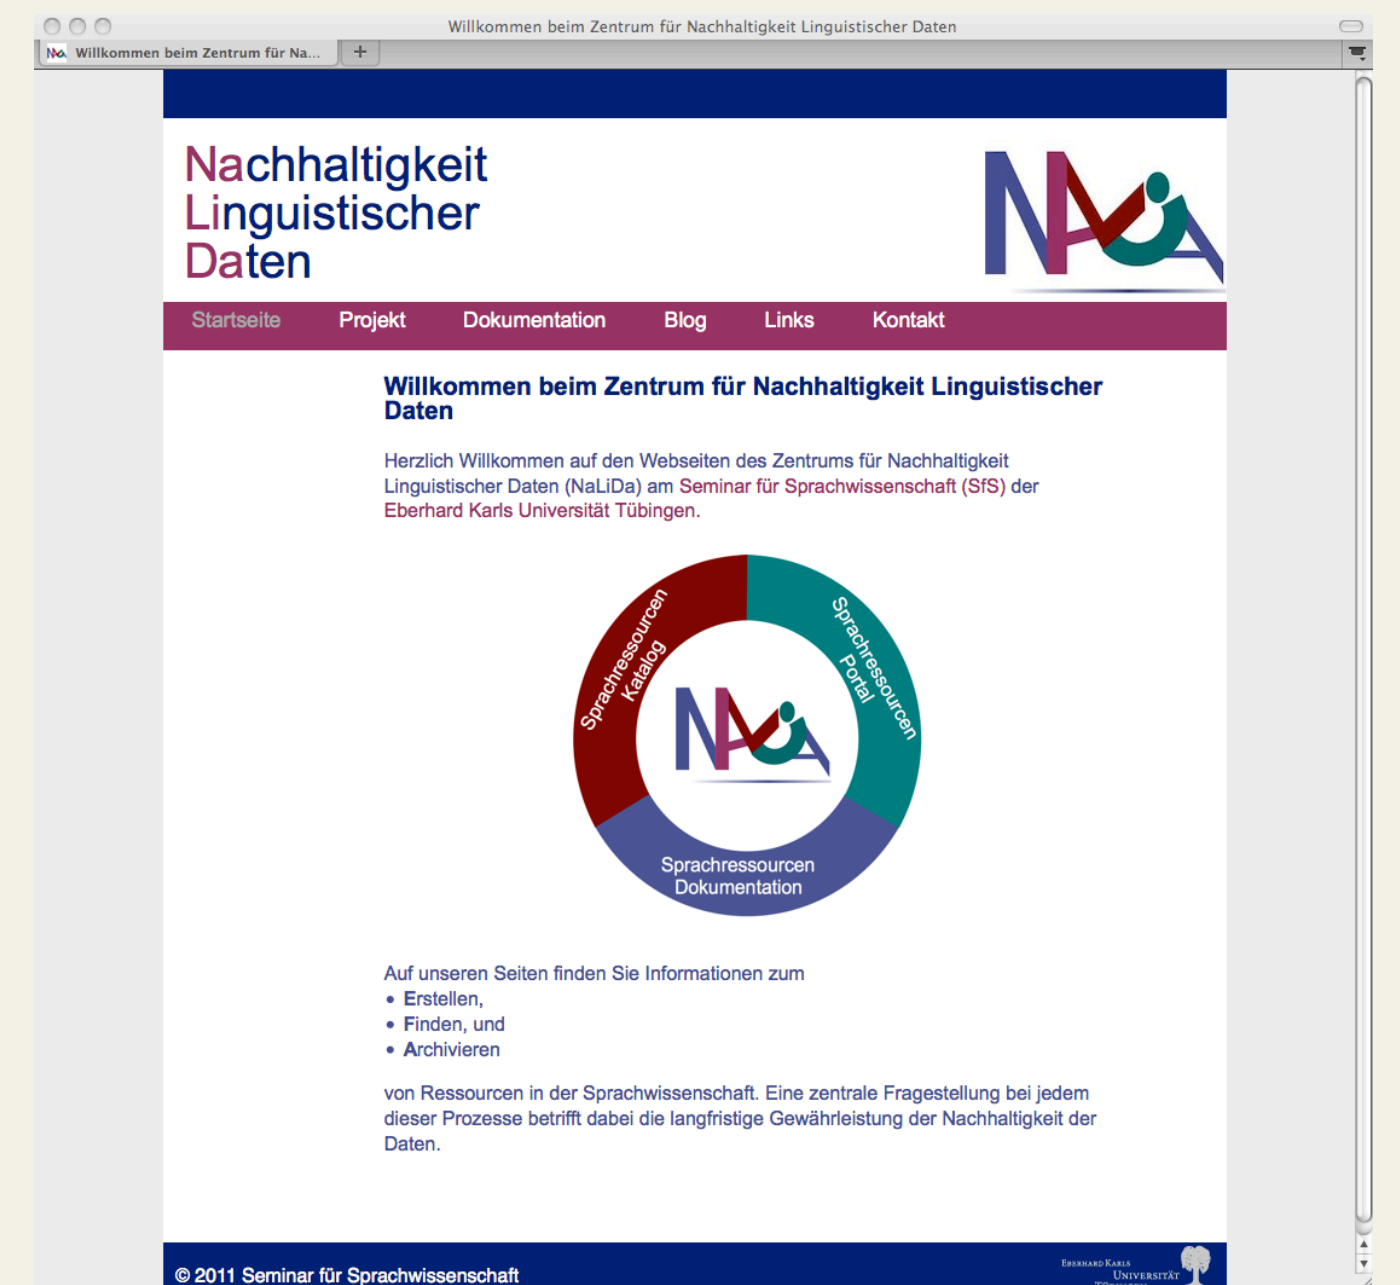 Willkommen beim Zentrum für Nachhaltigkeit Linguistischer Daten
Willkommen beim Zentrum für Na...
Nachhaltigkeit
Linguistischer
Daten
NALiDA
Startseite Projekt Dokumentation Blog Links Kontakt
Willkommen beim Zentrum für Nachhaltigkeit Linguistischer
Daten
Herzlich Willkommen auf den Webseiten des Zentrums für Nachhaltigkeit
Linguistischer Daten (NaLiDa) am Seminar für Sprachwissenschaft (SfS) der
Eberhard Karls Universität Tübingen.
Sprachressourcen
Katalog
Sprachressourcen
Portal
NALiDA
Sprachressourcen
Dokumentation
Auf unseren Seiten finden Sie Informationen zum
• Erstellen,
• Finden, und
• Archivieren
von Ressourcen in der Sprachwissenschaft. Eine zentrale Fragestellung bei jedem
dieser Prozesse betrifft dabei die langfristige Gewährleistung der Nachhaltigkeit der
Daten.
© 2011 Seminar für Sprachwissenschaft
EBERHARD KARLS
UNIVERSITÄT
TÜBINGEN